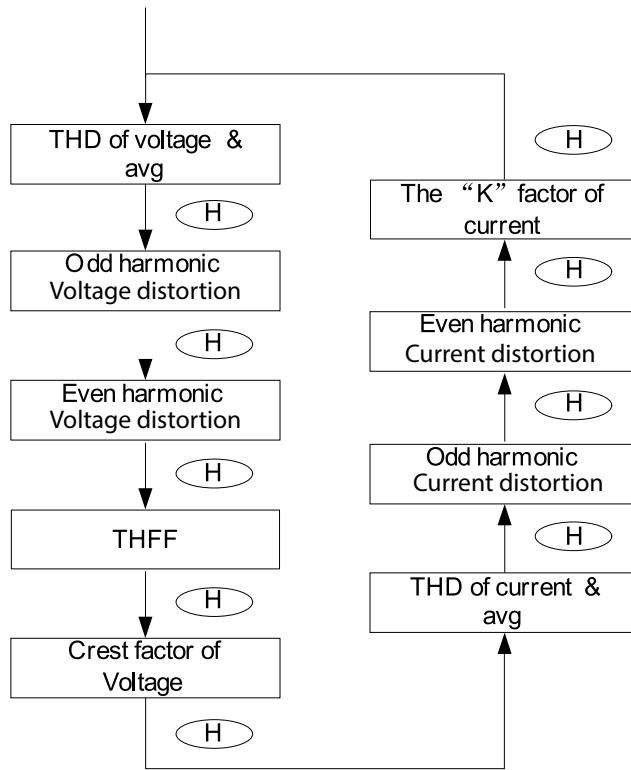 THD of voltage &
avg
H
Odd harmonic
Voltage distortion
H
Even harmonic
Voltage distortion
H
THFF
H
Crest factor of
Voltage
H
THD of current &
avg
H
Odd harmonic
Current distortion
H
Even harmonic
Current distortion
H
The “K” factor of
current
H